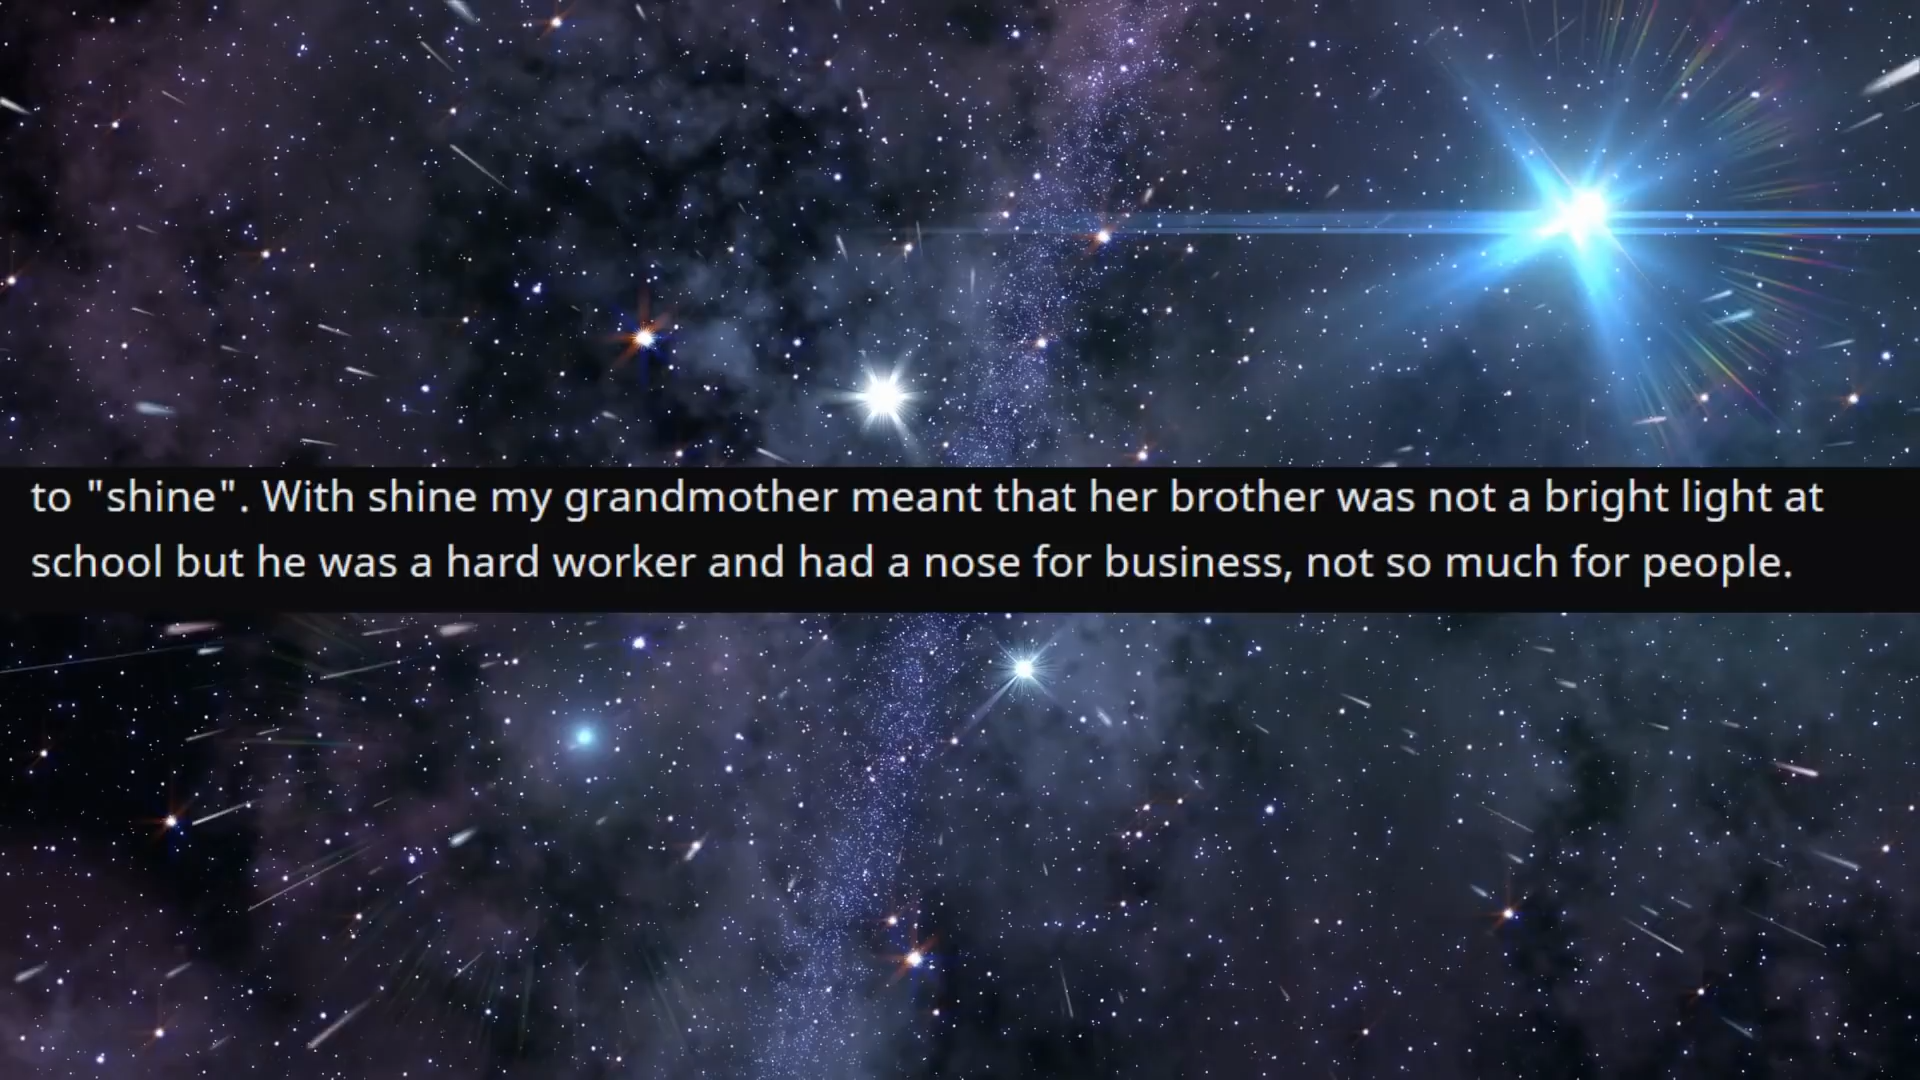 to "shine". With shine my grandmother meant that her brother was not a bright light at
school but he was a hard worker and had a nose for business, not so much for people.